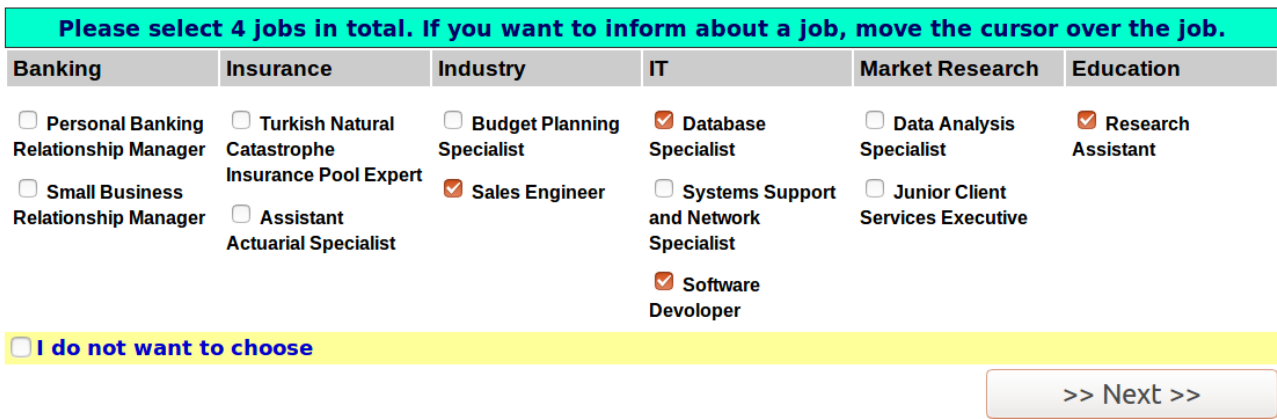 Please select 4 jobs in total. If you want to inform about a job, move the cursor over the job.
Banking
Insurance
Industry
IT
Market Research
Education
Personal Banking
Relationship Manager
Small Business
Relationship Manager
Turkish Natural
Catastrophe
Insurance Pool Expert
Assistant
Actuarial Specialist
Budget Planning
Specialist
Sales Engineer
Database
Specialist
Systems Support
and Network
Specialist
Software
Devoloper
Data Analysis
Specialist
Junior Client
Services Executive
Research
Assistant
I do not want to choose
>> Next >>